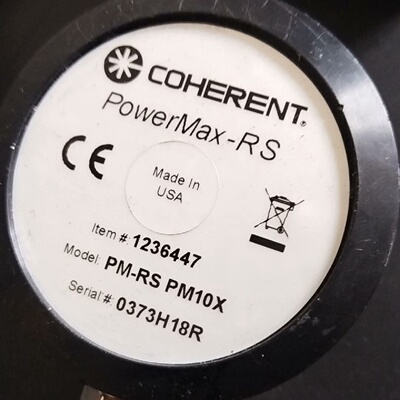 COHERENT®
PowerMax-RS
CE
Made In
USA
Item #: 1236447
Model: PM-RS PM10X
Serial# 0373H18R